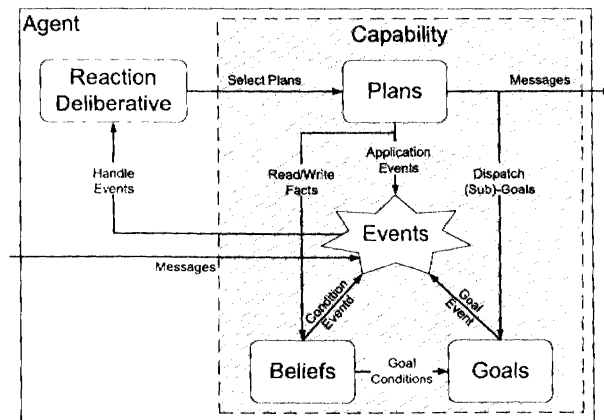 Agent
Capability
Reaction
Deliberative
Select Plans
Plans
Messages
Handle
Events
Read/Write
Facts
Application
Events
Dispatch
(Sub)-Goals
Events
Messages
Condition
Eventd
Goal
Event
Beliefs
Goal
Conditions
Goals